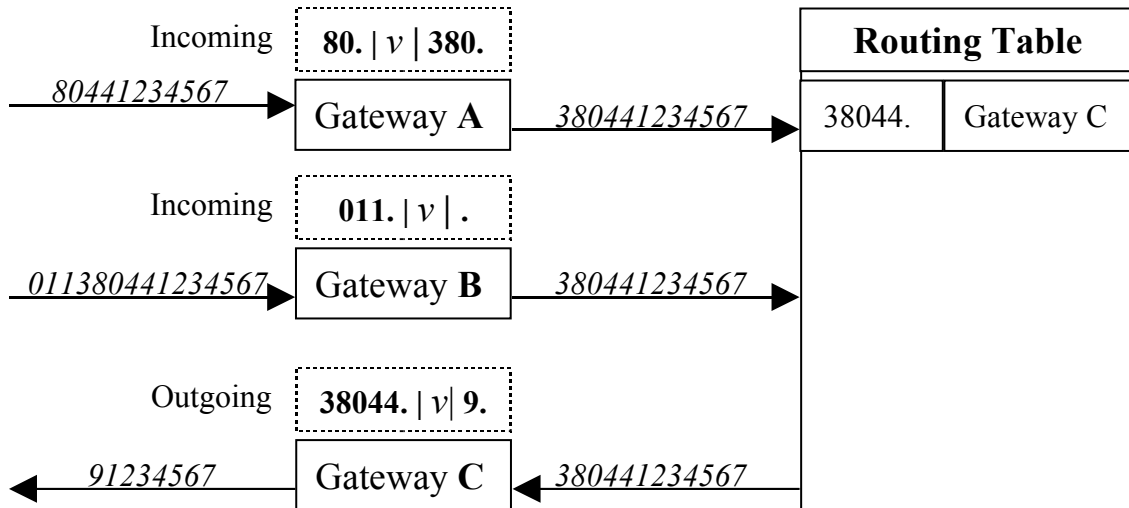 Incoming
80. | v | 380.
Routing Table
80441234567
Gateway A
380441234567
38044.
Gateway C
Incoming
011. | v | .
011380441234567
Gateway B
380441234567
Outgoing
38044. | v| 9.
91234567
Gateway C
380441234567